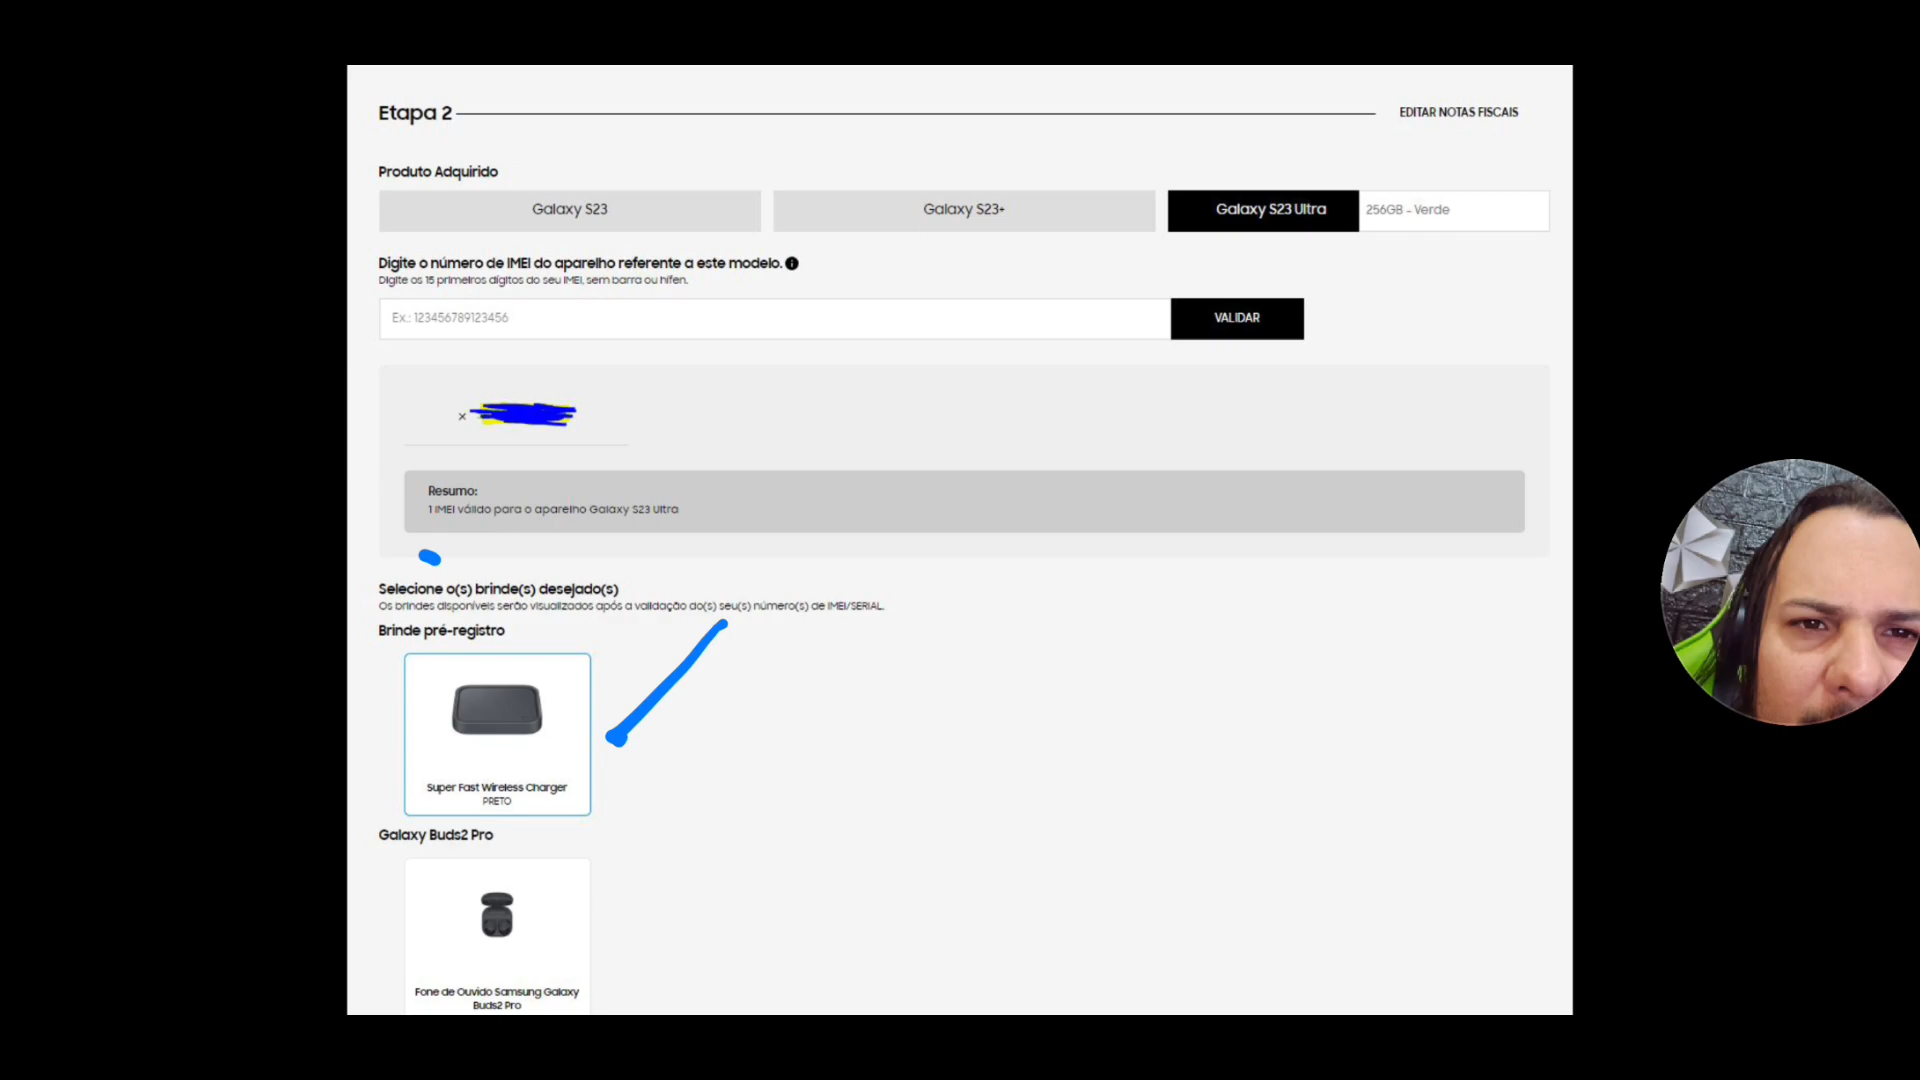 Etapa 2
EDITAR NOTAS FISCAIS
Produto Adquirido
Galaxy S23
Galaxy S23+
Galaxy S23 Ultra
256GB - Verde
Digite o número de IMEI do aparelho referente a este modelo.
Digite os 15 primeiros dígitos do seu IMEI, sem barra ou hífen.
Ex.: 123456789123456
VALIDAR
×
Resumo:
1 IMEI válido para o aparelho Galaxy S23 Ultra
Selecione o(s) brinde(s) desejado(s)
Os brindes disponíveis serão visualizados após a validação do(s) seu(s) número(s) de IMEI/SERIAL.
Brinde pré-registro
Super Fast Wireless Charger
PRETO
Galaxy Buds2 Pro
Fone de Ouvido Samsung Galaxy
Buds2 Pro